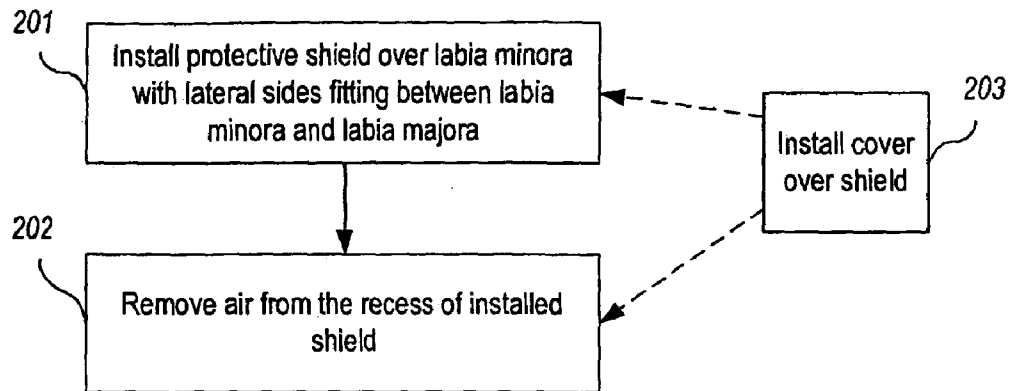 201
Install protective shield over labia minora
with lateral sides fitting between labia
minora and labia majora
203
Install cover
over shield
202
Remove air from the recess of installed
shield